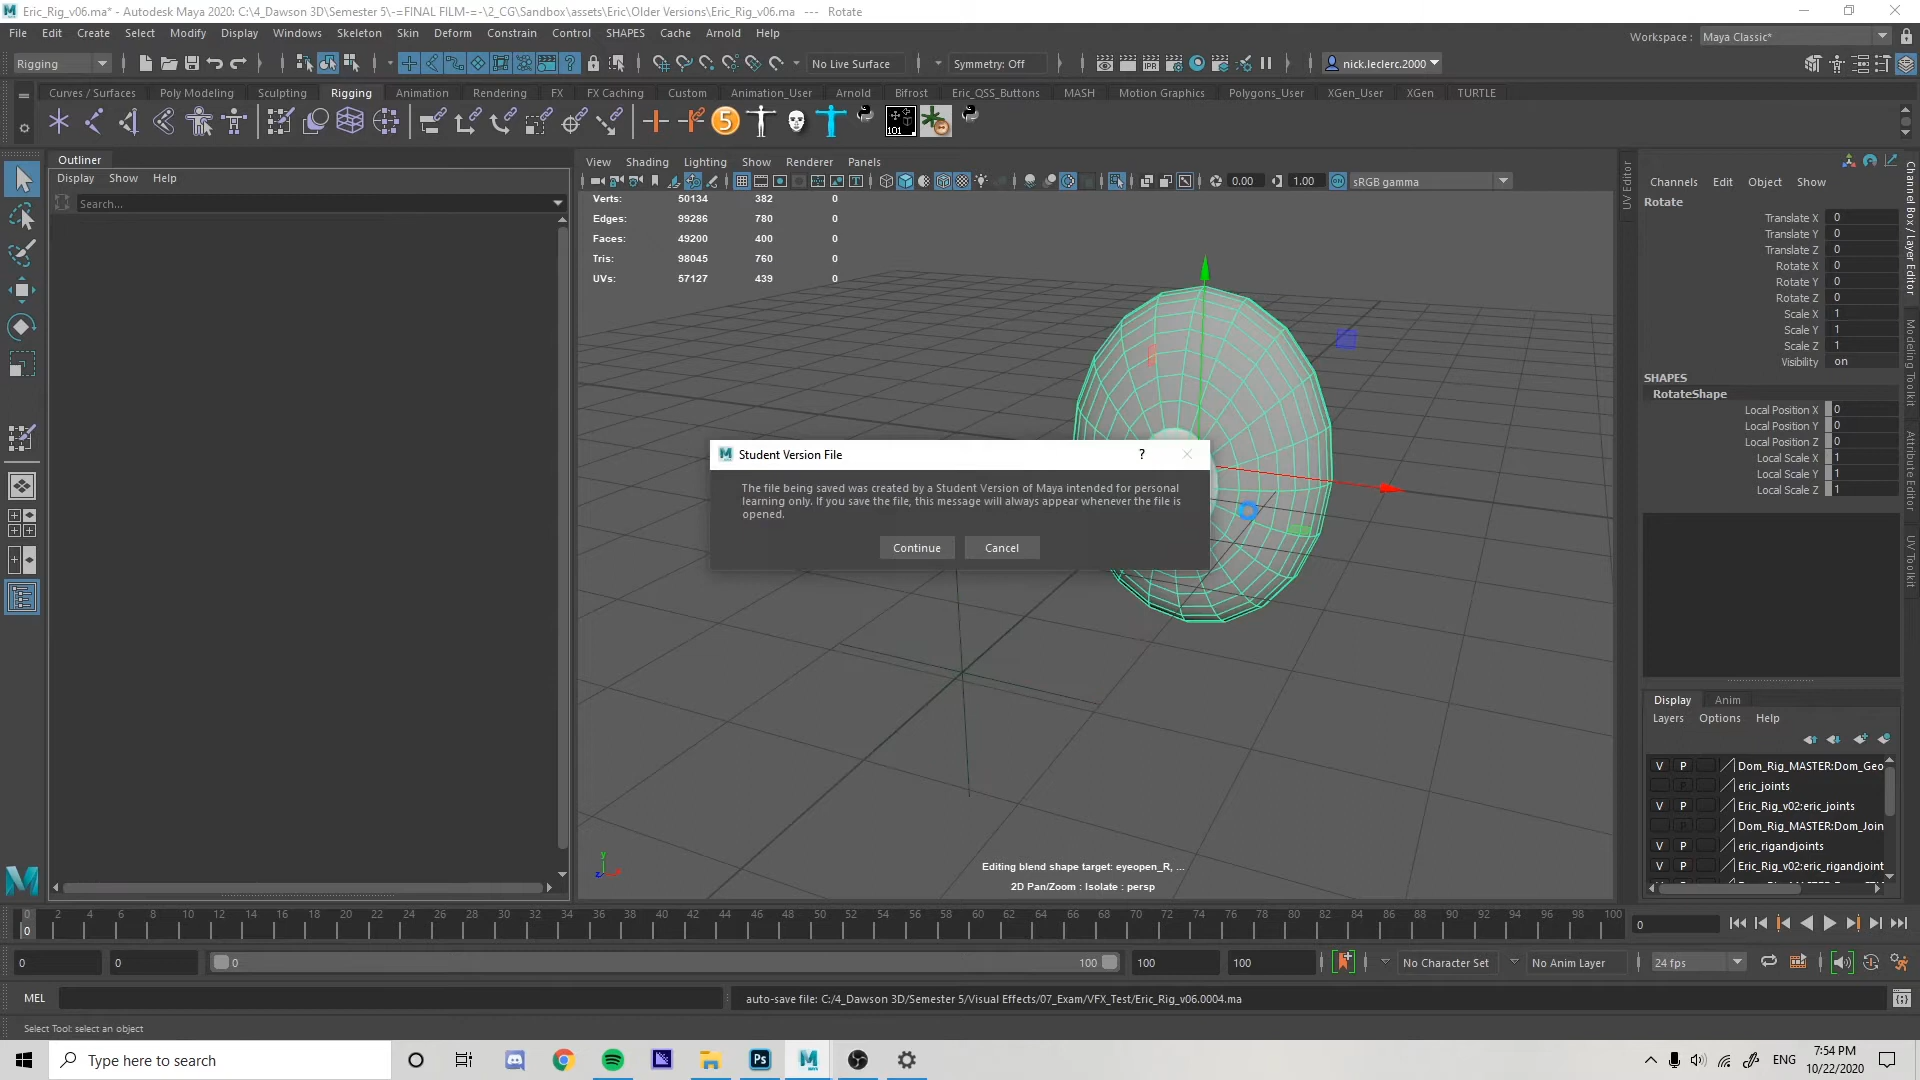 Eric_Rig_v06.ma* - Autodesk Maya 2020: C:\4_Dawson 3D\Semester 5\-=FINAL FILM-=-\2_CG\Sandbox\assets\Eric\Older Versions\Eric_Rig_v06.ma --- Rotate
File Edit Create Select Modify Display Windows Skeleton Skin Deform Constrain Control SHAPES Cache Arnold Help
Workspace : Maya Classic*
Rigging No Live Surface Symmetry: Off nick.leclerc.2000
Curves / Surfaces Poly Modeling Sculpting Rigging Animation Rendering FX FX Caching Custom Animation_User Arnold Bifrost Eric_QSS_Buttons MASH Motion Graphics Polygons_User XGen_User XGen TURTLE
5 101
Outliner
Display Show Help
Search...
View Shading Lighting Show Renderer Panels
0.00 1.00 ON sRGB gamma
Verts: 50134 382 0
Edges: 99286 780 0
Faces: 49200 400 0
Tris: 98045 760 0
UVs: 57127 439 0
Student Version File ?
The file being saved was created by a Student Version of Maya intended for personal
learning only. If you save the file, this message will always appear whenever the file is
opened.
Continue Cancel
Editing blend shape target: eyeopen_R, ...
2D Pan/Zoom : Isolate : persp
UV Editor
Channels Edit Object Show
Rotate
Translate X 0
Translate Y 0
Translate Z 0
Rotate X 0
Rotate Y 0
Rotate Z 0
Scale X 1
Scale Y 1
Scale Z 1
Visibility on
SHAPES
RotateShape
Local Position X 0
Local Position Y 0
Local Position Z 0
Local Scale X 1
Local Scale Y 1
Local Scale Z 1
Channel Box / Layer Editor
Modeling Toolkit
Attribute Editor
UV Toolkit
Display Anim
Layers Options Help
V P Dom_Rig_MASTER:Dom_Geo
P eric_joints
V P Eric_Rig_v02:eric_joints
P Dom_Rig_MASTER:Dom_Join
V P eric_rigandjoints
V P Eric_Rig_v02:eric_rigandjoint
0 2 4 6 8 10 12 14 16 18 20 22 24 26 28 30 32 34 36 38 40 42 44 46 48 50 52 54 56 58 60 62 64 66 68 70 72 74 76 78 80 82 84 86 88 90 92 94 96 98 100
0 0
0 0 0 100 100 100 No Character Set No Anim Layer 24 fps
MEL auto-save file: C:/4_Dawson 3D/Semester 5/Visual Effects/07_Exam/VFX_Test/Eric_Rig_v06.0004.ma
Select Tool: select an object
Type here to search
ENG
7:54 PM
10/22/2020